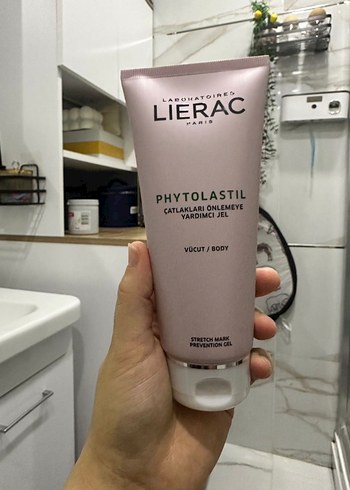 LABORATOIRES
LIERAC
PARIS
PHYTOLASTIL
ÇATLAKLARI ÖNLEMEYE
YARDIMCI JEL
VÜCUT / BODY
STRETCH MARK
PREVENTION GEL